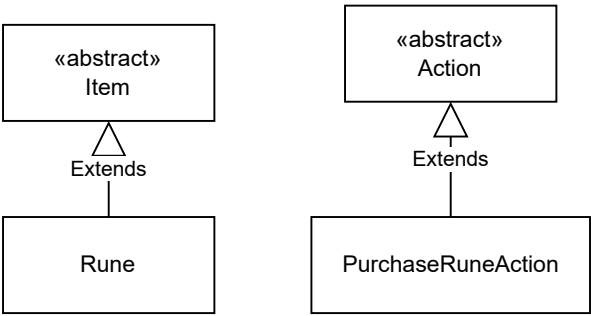 «abstract»
Item
Extends
Rune
«abstract»
Action
Extends
PurchaseRuneAction